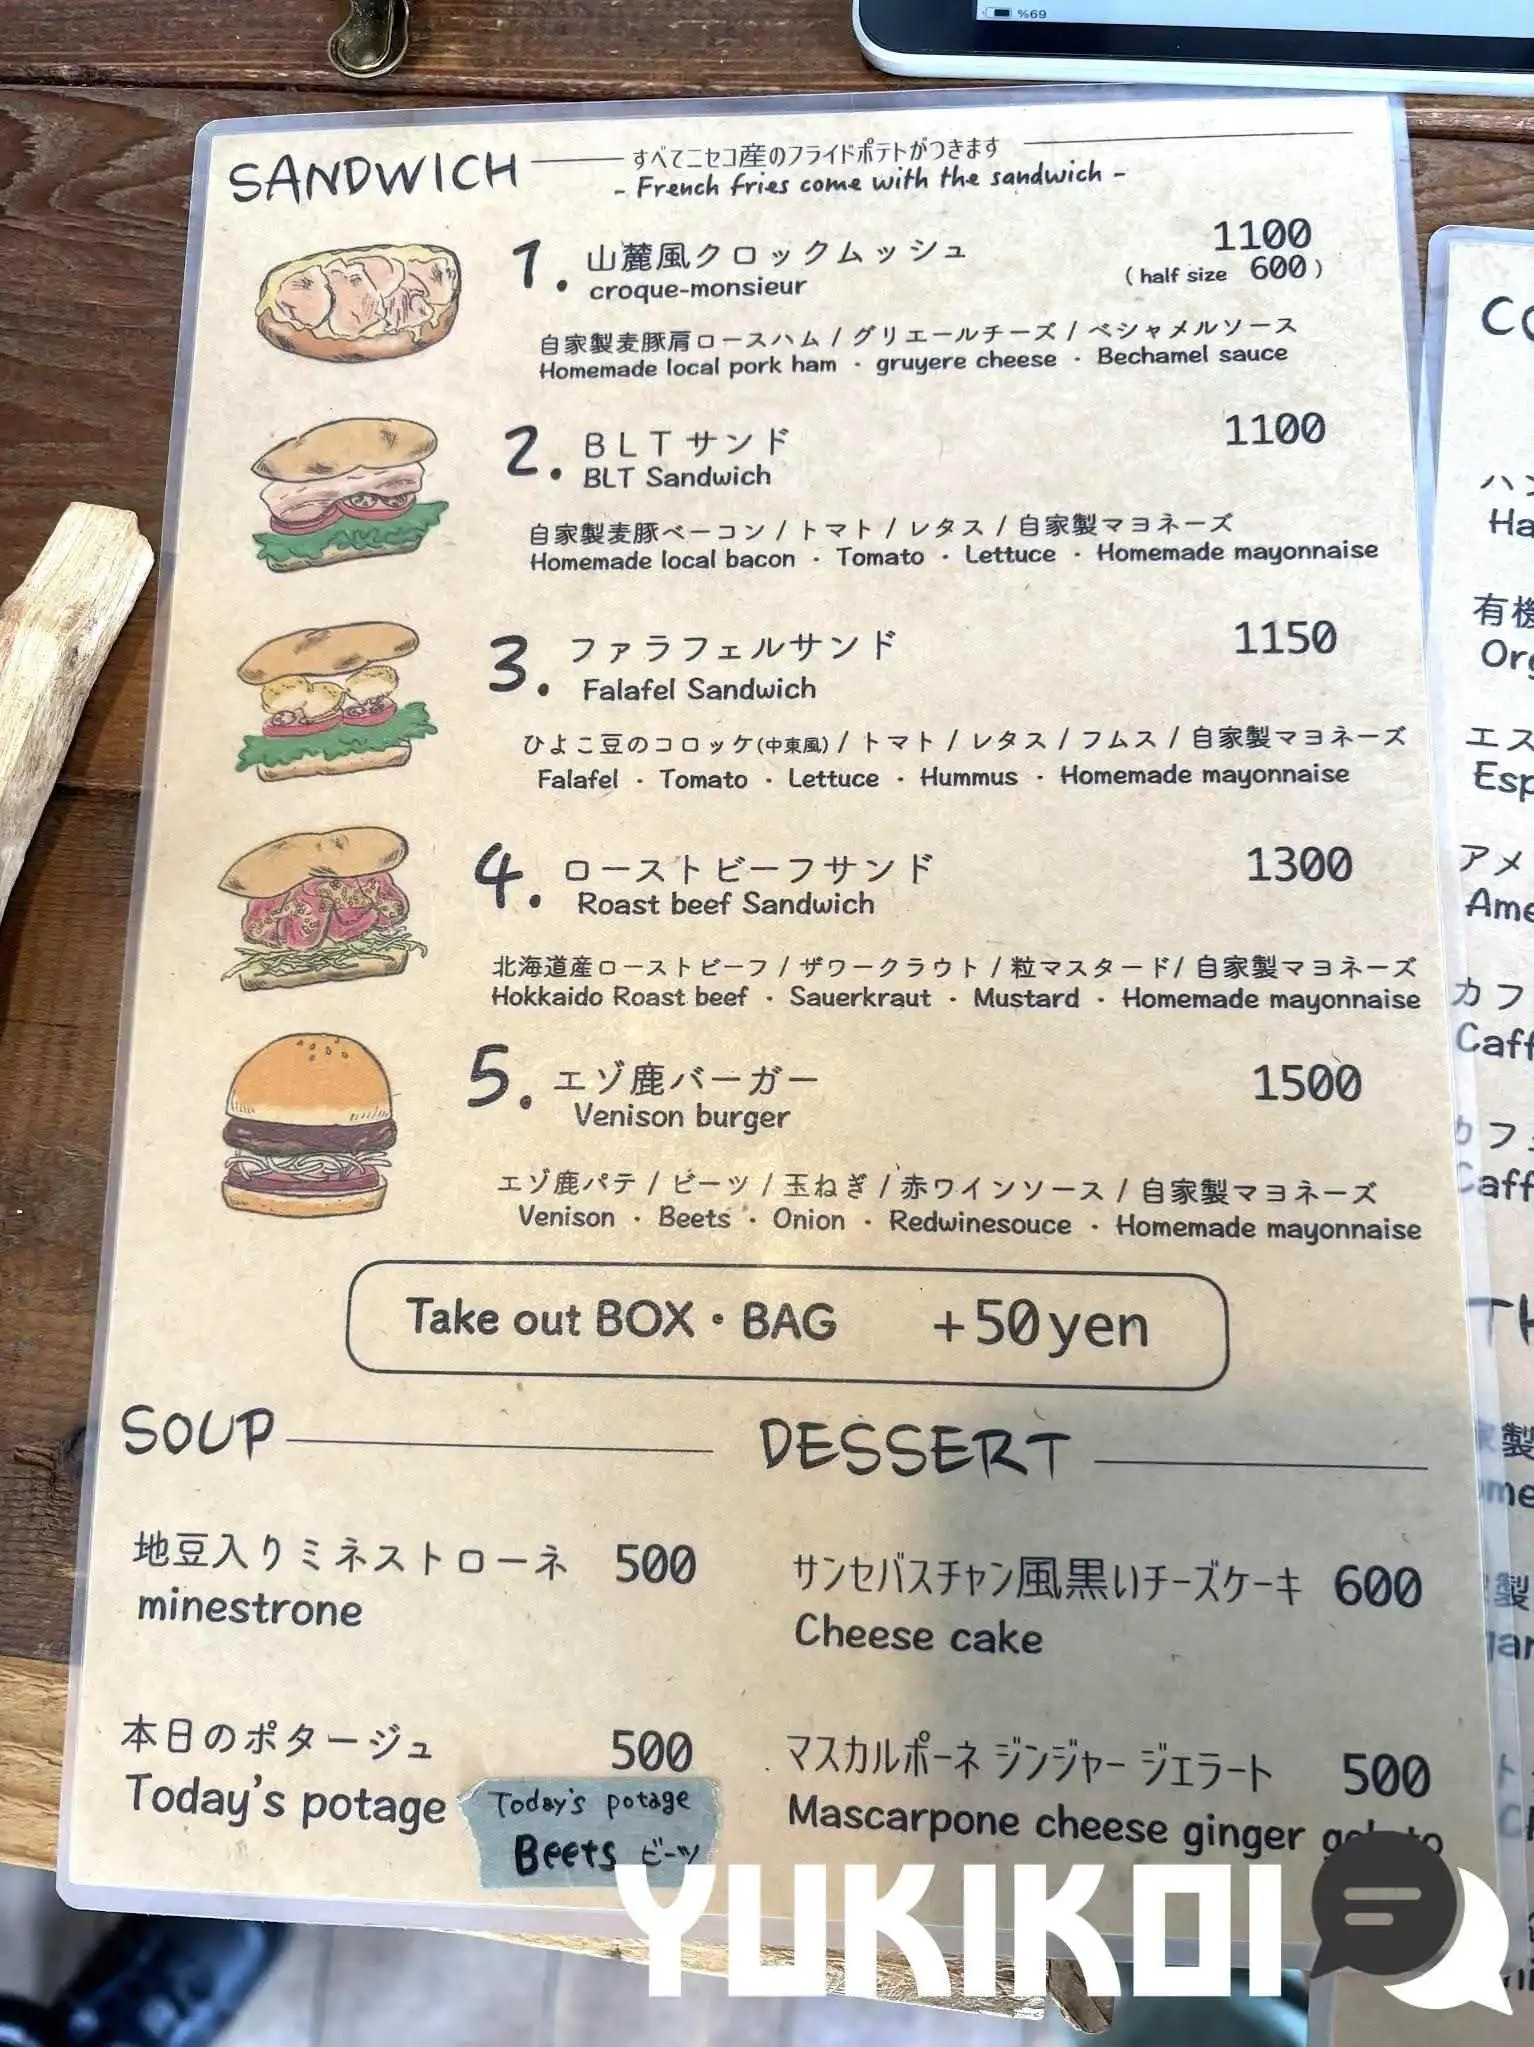 %69
SANDWICH
すべてニセコ産のフライドポテトがつきます
- French fries come with the sandwich -
1. 山麓風クロックムッシュ 1100
croque-monsieur (half size 600)
自家製麦豚肩ロースハム / グリエールチーズ / ベシャメルソース
Homemade local pork ham · gruyere cheese · Bechamel sauce
2. BLTサンド 1100
BLT Sandwich
自家製麦豚ベーコン / トマト / レタス / 自家製マヨネーズ
Homemade local bacon · Tomato · Lettuce · Homemade mayonnaise
3. ファラフェルサンド 1150
Falafel Sandwich
ひよこ豆のコロッケ(中東風) / トマト / レタス / フムス / 自家製マヨネーズ
Falafel · Tomato · Lettuce · Hummus · Homemade mayonnaise
4. ローストビーフサンド 1300
Roast beef Sandwich
北海道産ローストビーフ / ザワークラウト / 粒マスタード / 自家製マヨネーズ
Hokkaido Roast beef · Sauerkraut · Mustard · Homemade mayonnaise
5. エゾ鹿バーガー 1500
Venison burger
エゾ鹿パテ / ビーツ / 玉ねぎ / 赤ワインソース / 自家製マヨネーズ
Venison · Beets · Onion · Redwinesouce · Homemade mayonnaise
Take out BOX・BAG +50yen
SOUP
地豆入りミネストローネ 500
minestrone
本日のポタージュ 500
Today's potage
Today's potage
Beets ビーツ
DESSERT
サンセバスチャン風黒いチーズケーキ 600
Cheese cake
マスカルポーネ ジンジャー ジェラート 500
Mascarpone cheese ginger gelato
YUKIKOI